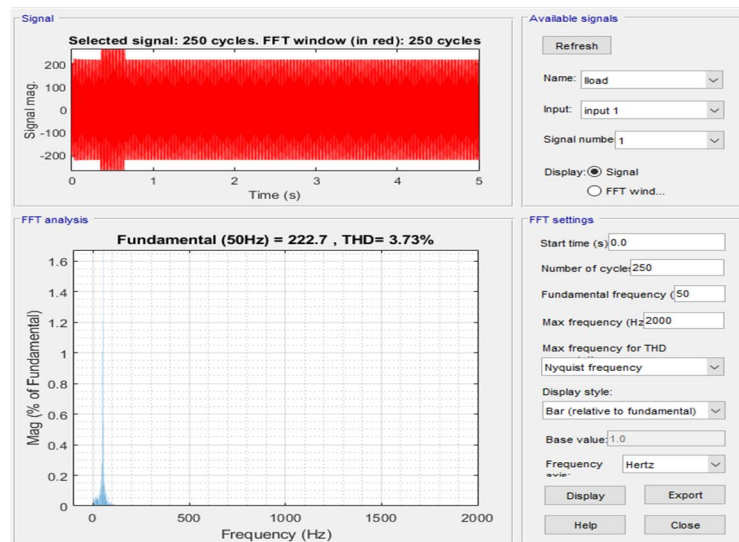 Signal
Selected signal: 250 cycles. FFT window (in red): 250 cycles
200
100
0
-100
-200
Signal mag.
0 1 2 3 4 5
Time (s)
FFT analysis
Fundamental (50Hz) = 222.7 , THD= 3.73%
1.6
1.4
1.2
1
0.8
0.6
0.4
0.2
0
Mag (% of Fundamental)
0 500 1000 1500 2000
Frequency (Hz)
Available signals
Refresh
Name: Iload
Input: input 1
Signal numbe 1
Display: Signal
FFT wind...
FFT settings
Start time (s) 0.0
Number of cycle 250
Fundamental frequency ( 50
Max frequency (Hz 2000
Max frequency for THD
Nyquist frequency
Display style:
Bar (relative to fundamental)
Base value: 1.0
Frequency Hertz
Display Export
Help Close